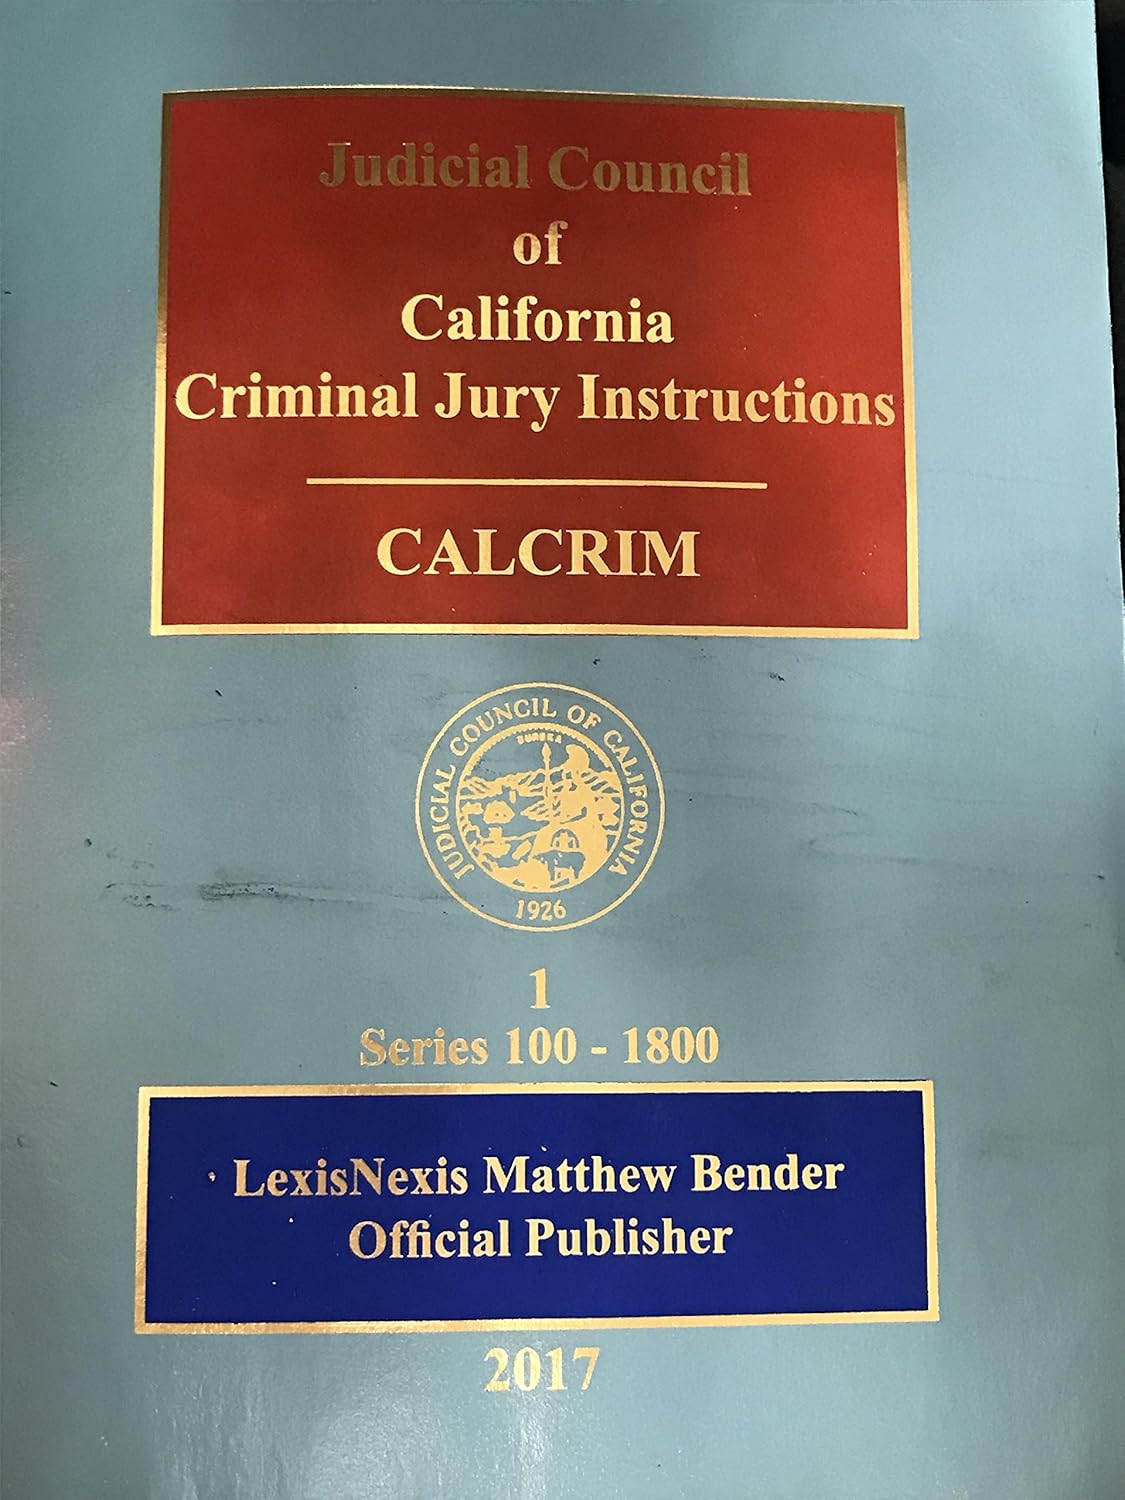 Judicial Council
of
California
Criminal Jury Instructions
CALCRIM
JUDICIAL COUNCIL OF CALIFORNIA
EUREKA
1926
1
Series 100 - 1800
LexisNexis Matthew Bender
Official Publisher
2017